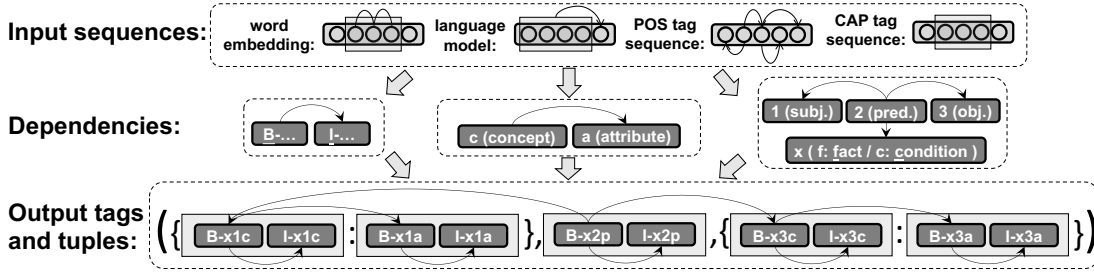 Input sequences:
word embedding:
language model:
POS tag sequence:
CAP tag sequence:
Dependencies:
B-...
I-...
c (concept)
a (attribute)
1 (subj.)
2 (pred.)
3 (obj.)
x ( f: fact / c: condition )
Output tags and tuples:
( { B-x1c I-x1c : B-x1a I-x1a } , B-x2p I-x2p , { B-x3c I-x3c : B-x3a I-x3a } )